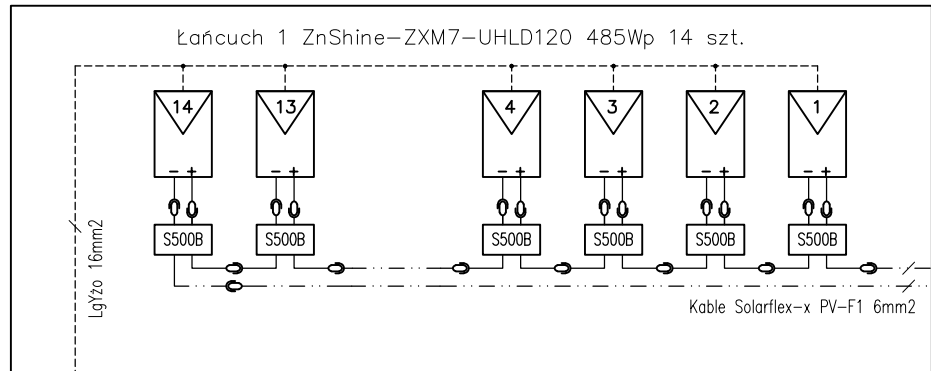 Łańcuch 1 ZnShine-ZXM7-UHLD120 485Wp 14 szt.
14 13 4 3 2 1
- + - + - + - + - + - +
S500B S500B S500B S500B S500B S500B
LgYżo 16mm2
Kable Solarflex-x PV-F1 6mm2